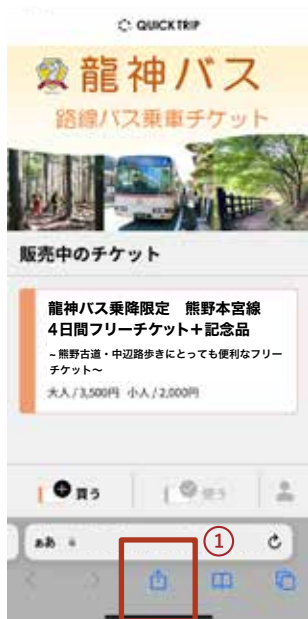 QUICK TRIP
龍神バス
路線バス乗車チケット
販売中のチケット
龍神バス乗降限定　熊野本宮線
4日間フリーチケット＋記念品
~熊野古道・中辺路歩きにとっても便利なフリー
チケット～
大人/3,500円 小人/2,000円
買う 使う
ああ
①